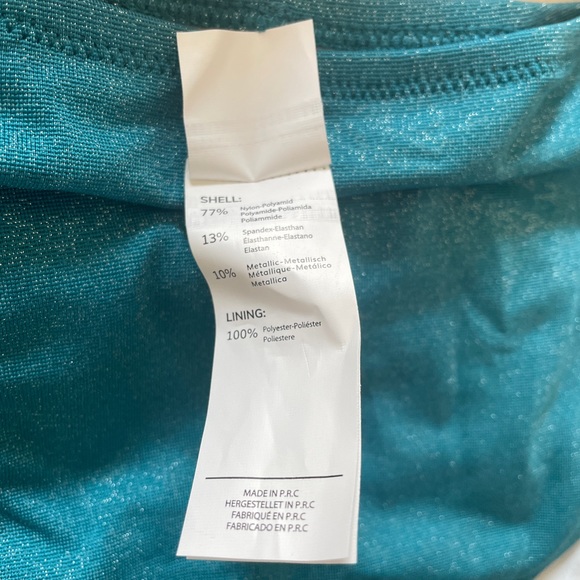 SHELL:
77% Nylon-Polyamid
Polyamide-Poliamida
Poliammide
13% Spandex-Elasthan
Élasthanne-Elastano
Elastan
10% Metallic-Metallisch
Métallique-Metálico
Metallica
LINING:
100% Polyester-Poliéster
Poliestere
MADE IN P.R.C
HERGESTELLET IN P.R.C
FABRIQUÉ EN P.R.C
FABRICADO EN P.R.C